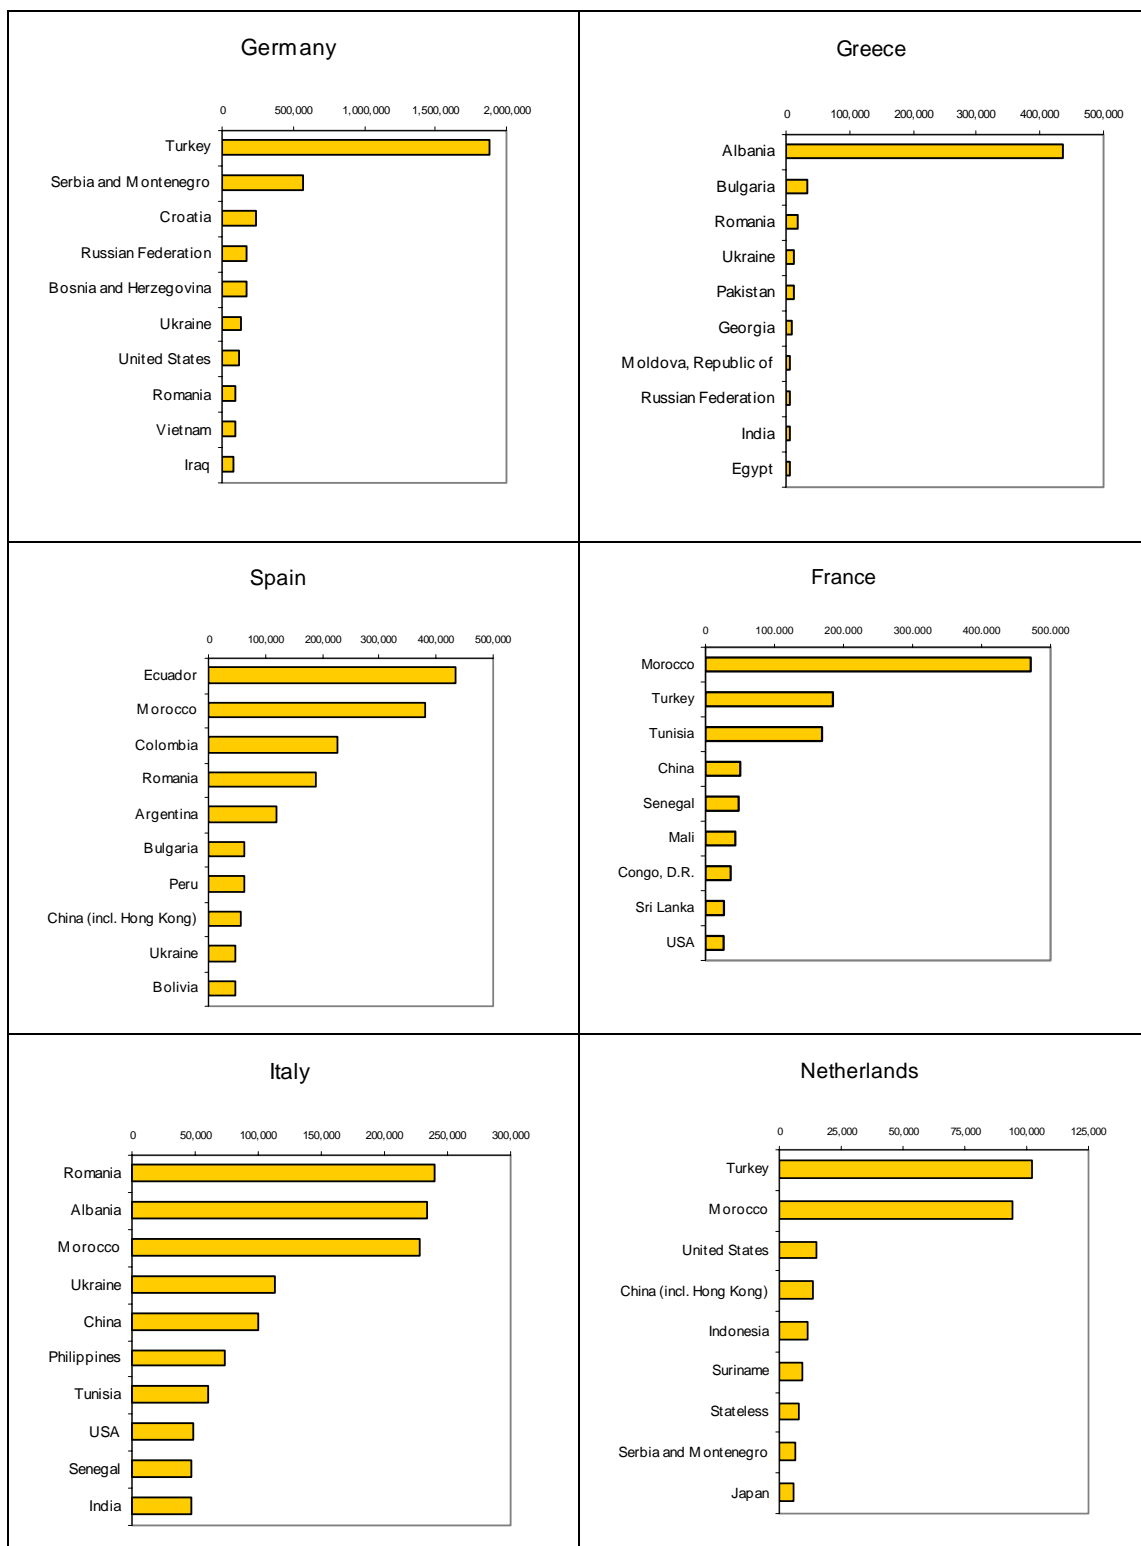 Germany
0 500,000 1,000,000 1,500,000 2,000,000
Turkey
Serbia and Montenegro
Croatia
Russian Federation
Bosnia and Herzegovina
Ukraine
United States
Romania
Vietnam
Iraq
Greece
0 100,000 200,000 300,000 400,000 500,000
Albania
Bulgaria
Romania
Ukraine
Pakistan
Georgia
Moldova, Republic of
Russian Federation
India
Egypt
Spain
0 100,000 200,000 300,000 400,000 500,000
Ecuador
Morocco
Colombia
Romania
Argentina
Bulgaria
Peru
China (incl. Hong Kong)
Ukraine
Bolivia
France
0 100.000 200.000 300.000 400.000 500.000
Morocco
Turkey
Tunisia
China
Senegal
Mali
Congo, D.R.
Sri Lanka
USA
Italy
0 50,000 100,000 150,000 200,000 250,000 300,000
Romania
Albania
Morocco
Ukraine
China
Philippines
Tunisia
USA
Senegal
India
Netherlands
0 25,000 50,000 75,000 100,000 125,000
Turkey
Morocco
United States
China (incl. Hong Kong)
Indonesia
Suriname
Stateless
Serbia and Montenegro
Japan